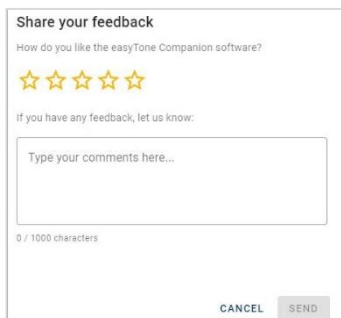 Share your feedback
How do you like the easyTone Companion software?
If you have any feedback, let us know:
Type your comments here...
0 / 1000 characters
CANCEL SEND